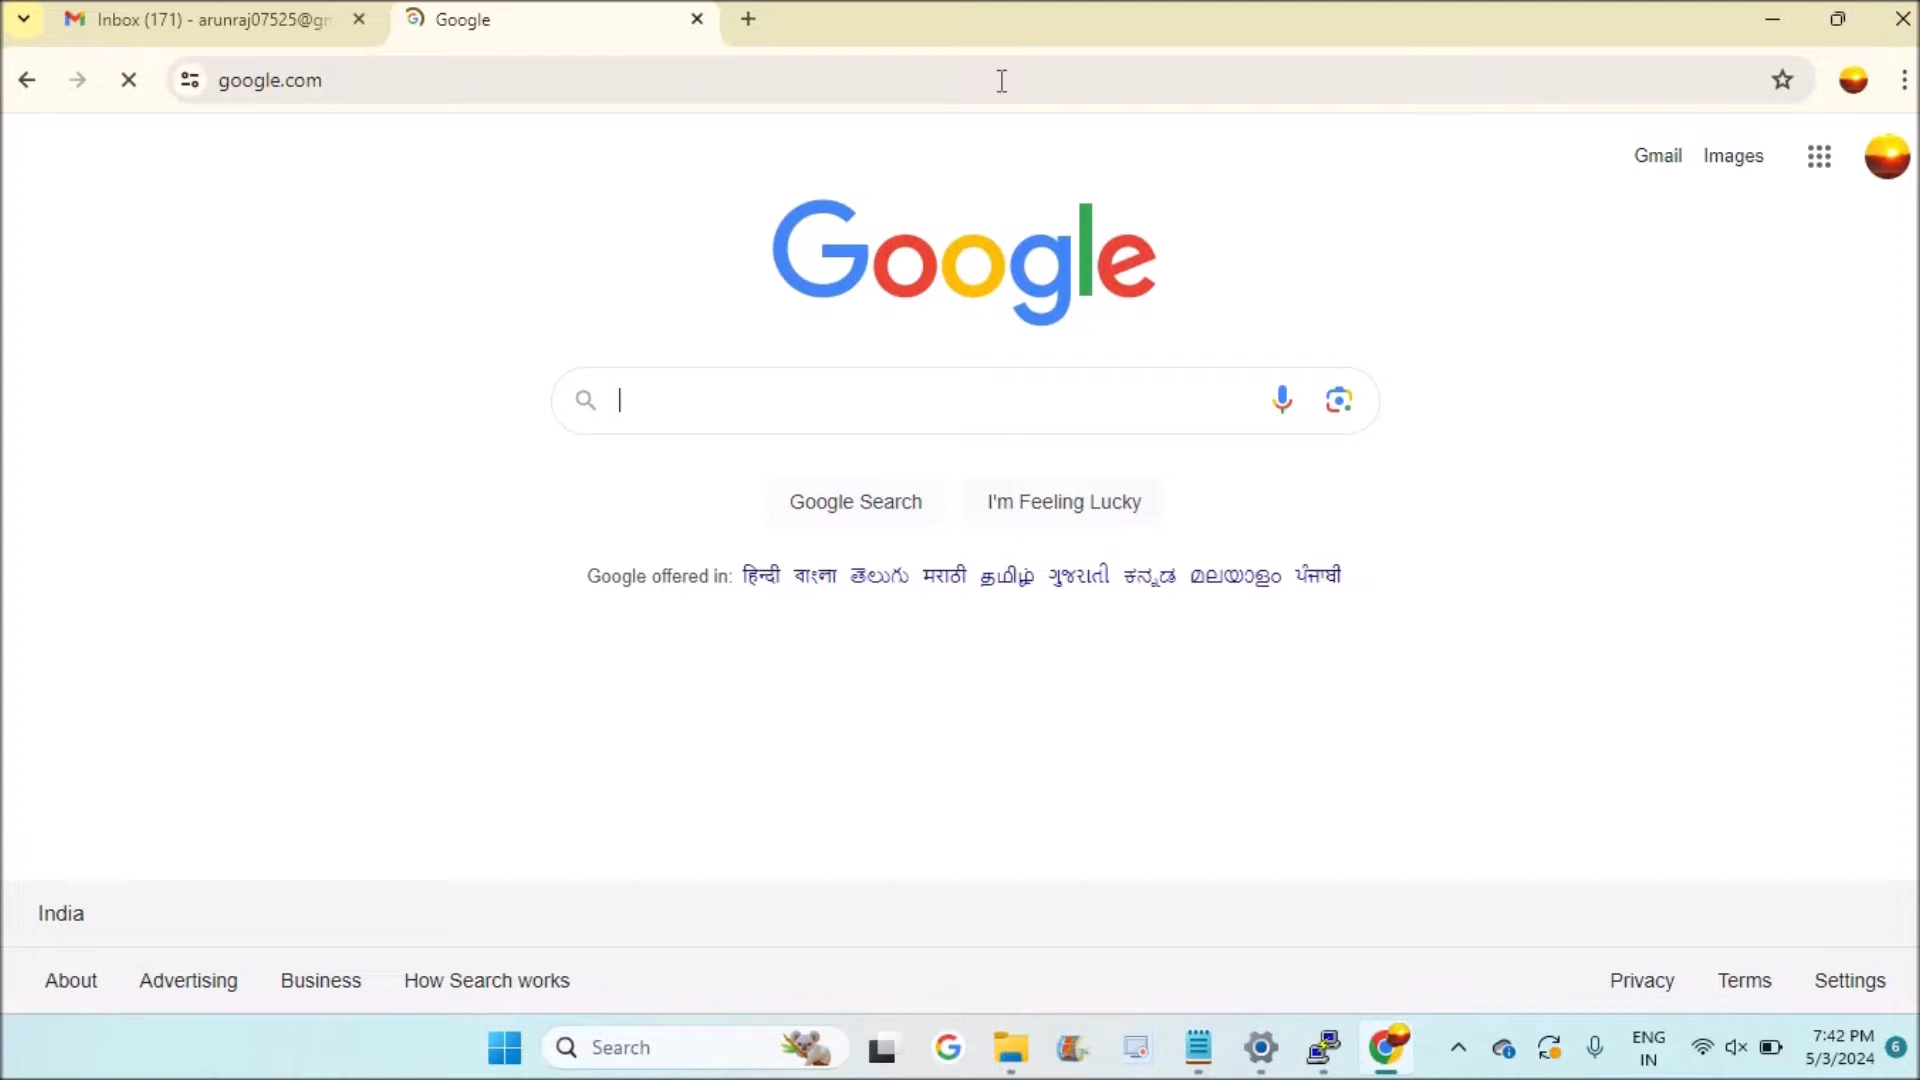 Inbox (171) - arunraj07525@gm
Google
google.com
Gmail Images
Google
Google Search I'm Feeling Lucky
Google offered in: हिन्दी বাংলা తెలుగు मराठी தமிழ் ગુજરાતી ಕನ್ನಡ മലയാളം ਪੰਜਾਬੀ
India
About Advertising Business How Search works Privacy Terms Settings
Search
ENG
IN
7:42 PM
5/3/2024
6